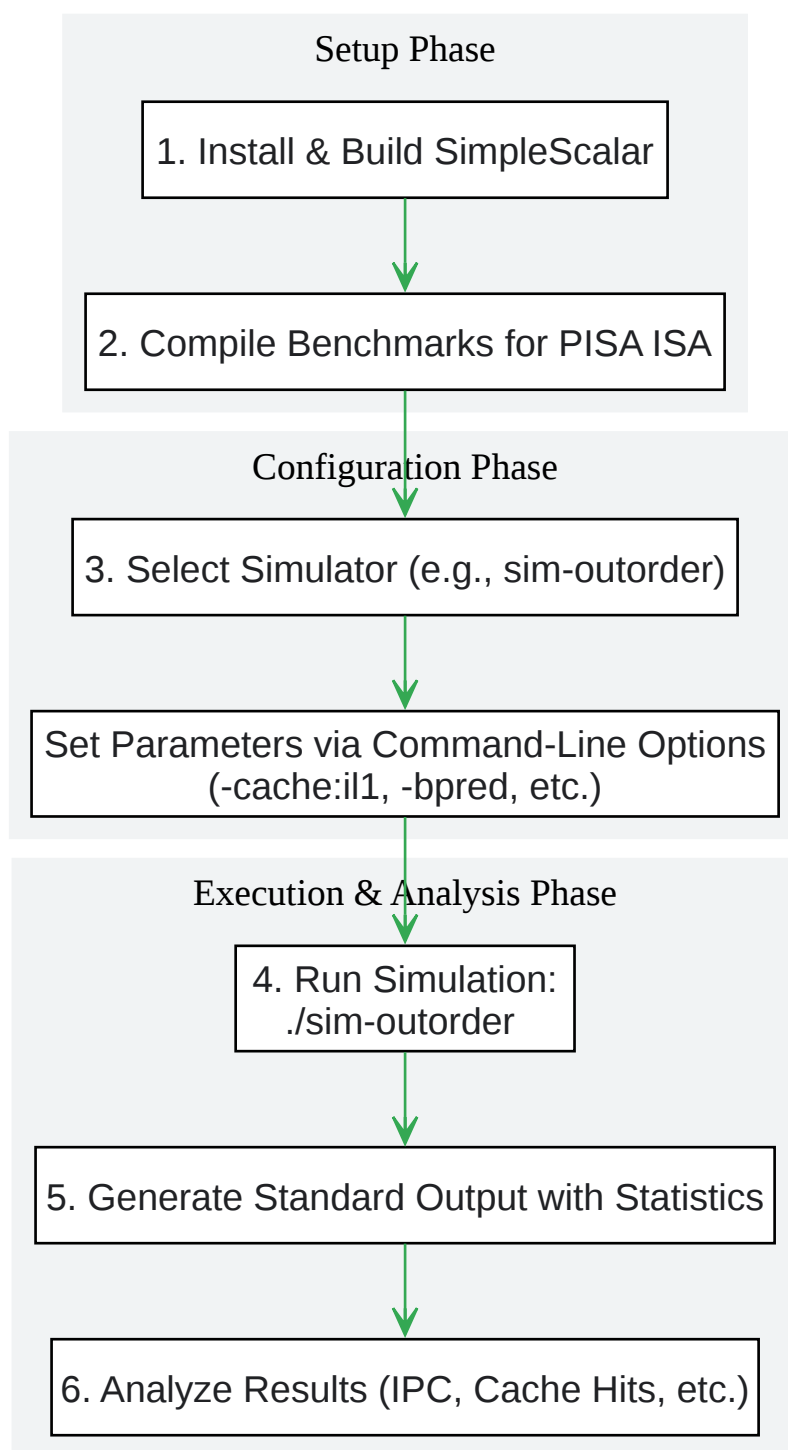 Setup Phase
1. Install & Build SimpleScalar
2. Compile Benchmarks for PISA ISA
Configuration Phase
3. Select Simulator (e.g., sim-outorder)
Set Parameters via Command-Line Options
(-cache:il1, -bpred, etc.)
Execution & Analysis Phase
4. Run Simulation:
./sim-outorder
5. Generate Standard Output with Statistics
6. Analyze Results (IPC, Cache Hits, etc.)